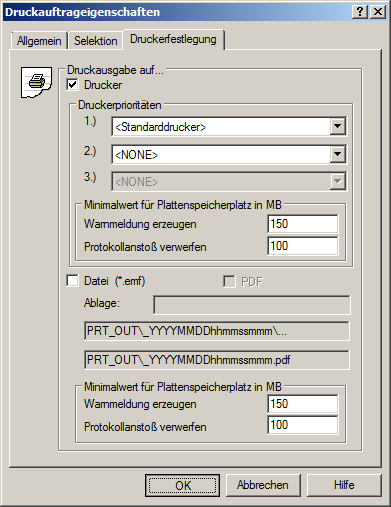 Druckauftrageigenschaften
Allgemein Selektion Druckerfestlegung
Druckausgabe auf...
Drucker
Druckerprioritäten
1.) <Standarddrucker>
2.) <NONE>
3.) <NONE>
Minimalwert für Plattenspeicherplatz in MB
Warnmeldung erzeugen 150
Protokollanstoß verwerfen 100
Datei (*.emf) PDF
Ablage:
PRT_OUT\_YYYYMMDDhhmmssmmm\...
PRT_OUT\_YYYYMMDDhhmmssmmm.pdf
Minimalwert für Plattenspeicherplatz in MB
Warnmeldung erzeugen 150
Protokollanstoß verwerfen 100
OK Abbrechen Hilfe